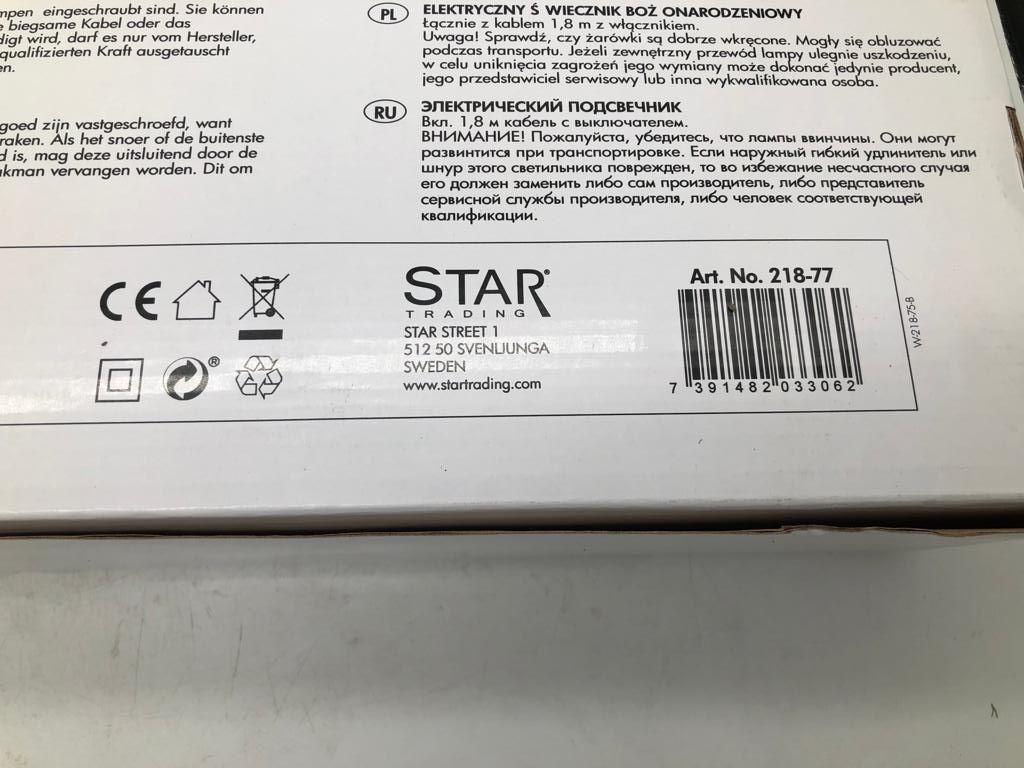 mpen eingeschraubt sind. Sie können
e biegsame Kabel oder das
digt wird, darf es nur vom Hersteller,
qualifizierten Kraft ausgetauscht
en.
goed zijn vastgeschroefd, want
raken. Als het snoer of de buitenste
d is, mag deze uitsluitend door de
akman vervangen worden. Dit om
PL
ELEKTRYCZNY Ś WIECZNIK BOŻ ONARODZENIOWY
Łącznie z kablem 1,8 m z włącznikiem.
Uwaga! Sprawdź, czy żarówki są dobrze wkręcone. Mogły się obluzować
podczas transportu. Jeżeli zewnętrzny przewód lampy ulegnie uszkodzeniu,
w celu uniknięcia zagrożeń jego wymiany może dokonać jedynie producent,
jego przedstawiciel serwisowy lub inna wykwalifikowana osoba.
RU
ЭЛЕКТРИЧЕСКИЙ ПОДСВЕЧНИК
Вкл. 1,8 м кабель с выключателем.
ВНИМАНИЕ! Пожалуйста, убедитесь, что лампы ввинчины. Они могут
развинтится при транспортировке. Если наружный гибкий удлинитель или
шнур этого светильника поврежден, то во избежание несчастного случая
его должен заменить либо сам производитель, либо представитель
сервисной службы производителя, либо человек соответствующей
квалификации.
CE
STAR®
TRADING
STAR STREET 1
512 50 SVENLJUNGA
SWEDEN
www.startrading.com
®
Art. No. 218-77
7 391482 033062
W-218-75-B